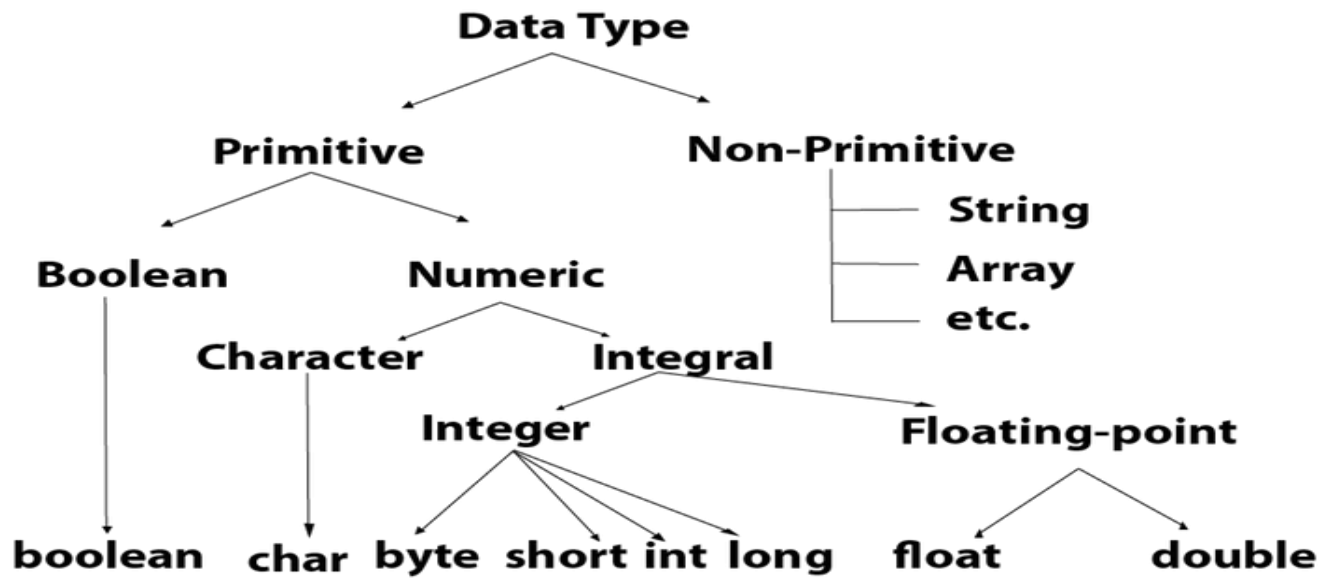 Data Type
Primitive
Non-Primitive
String
Boolean
Numeric
Array
etc.
Character
Integral
Integer
Floating-point
boolean
char
byte
short
int
long
float
double